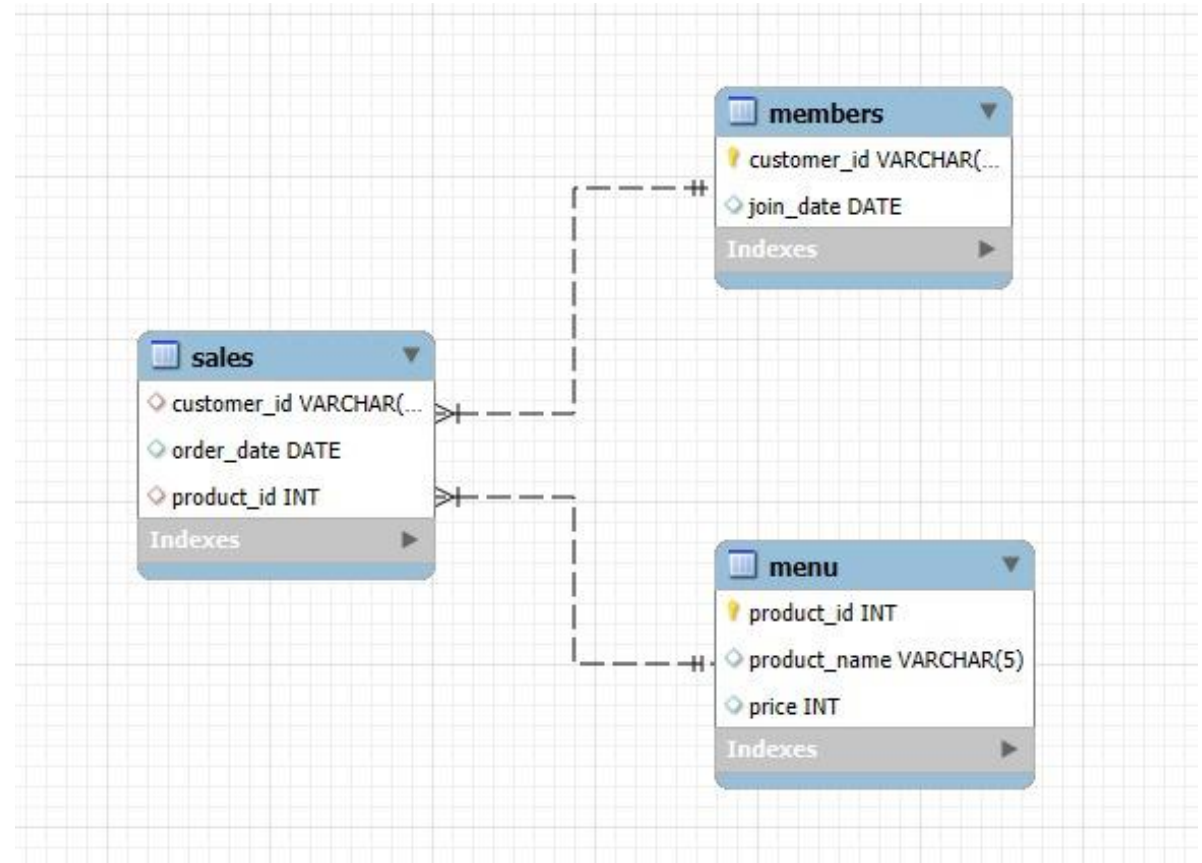 members
customer_id VARCHAR(...
join_date DATE
Indexes
sales
customer_id VARCHAR(...
order_date DATE
product_id INT
Indexes
menu
product_id INT
product_name VARCHAR(5)
price INT
Indexes